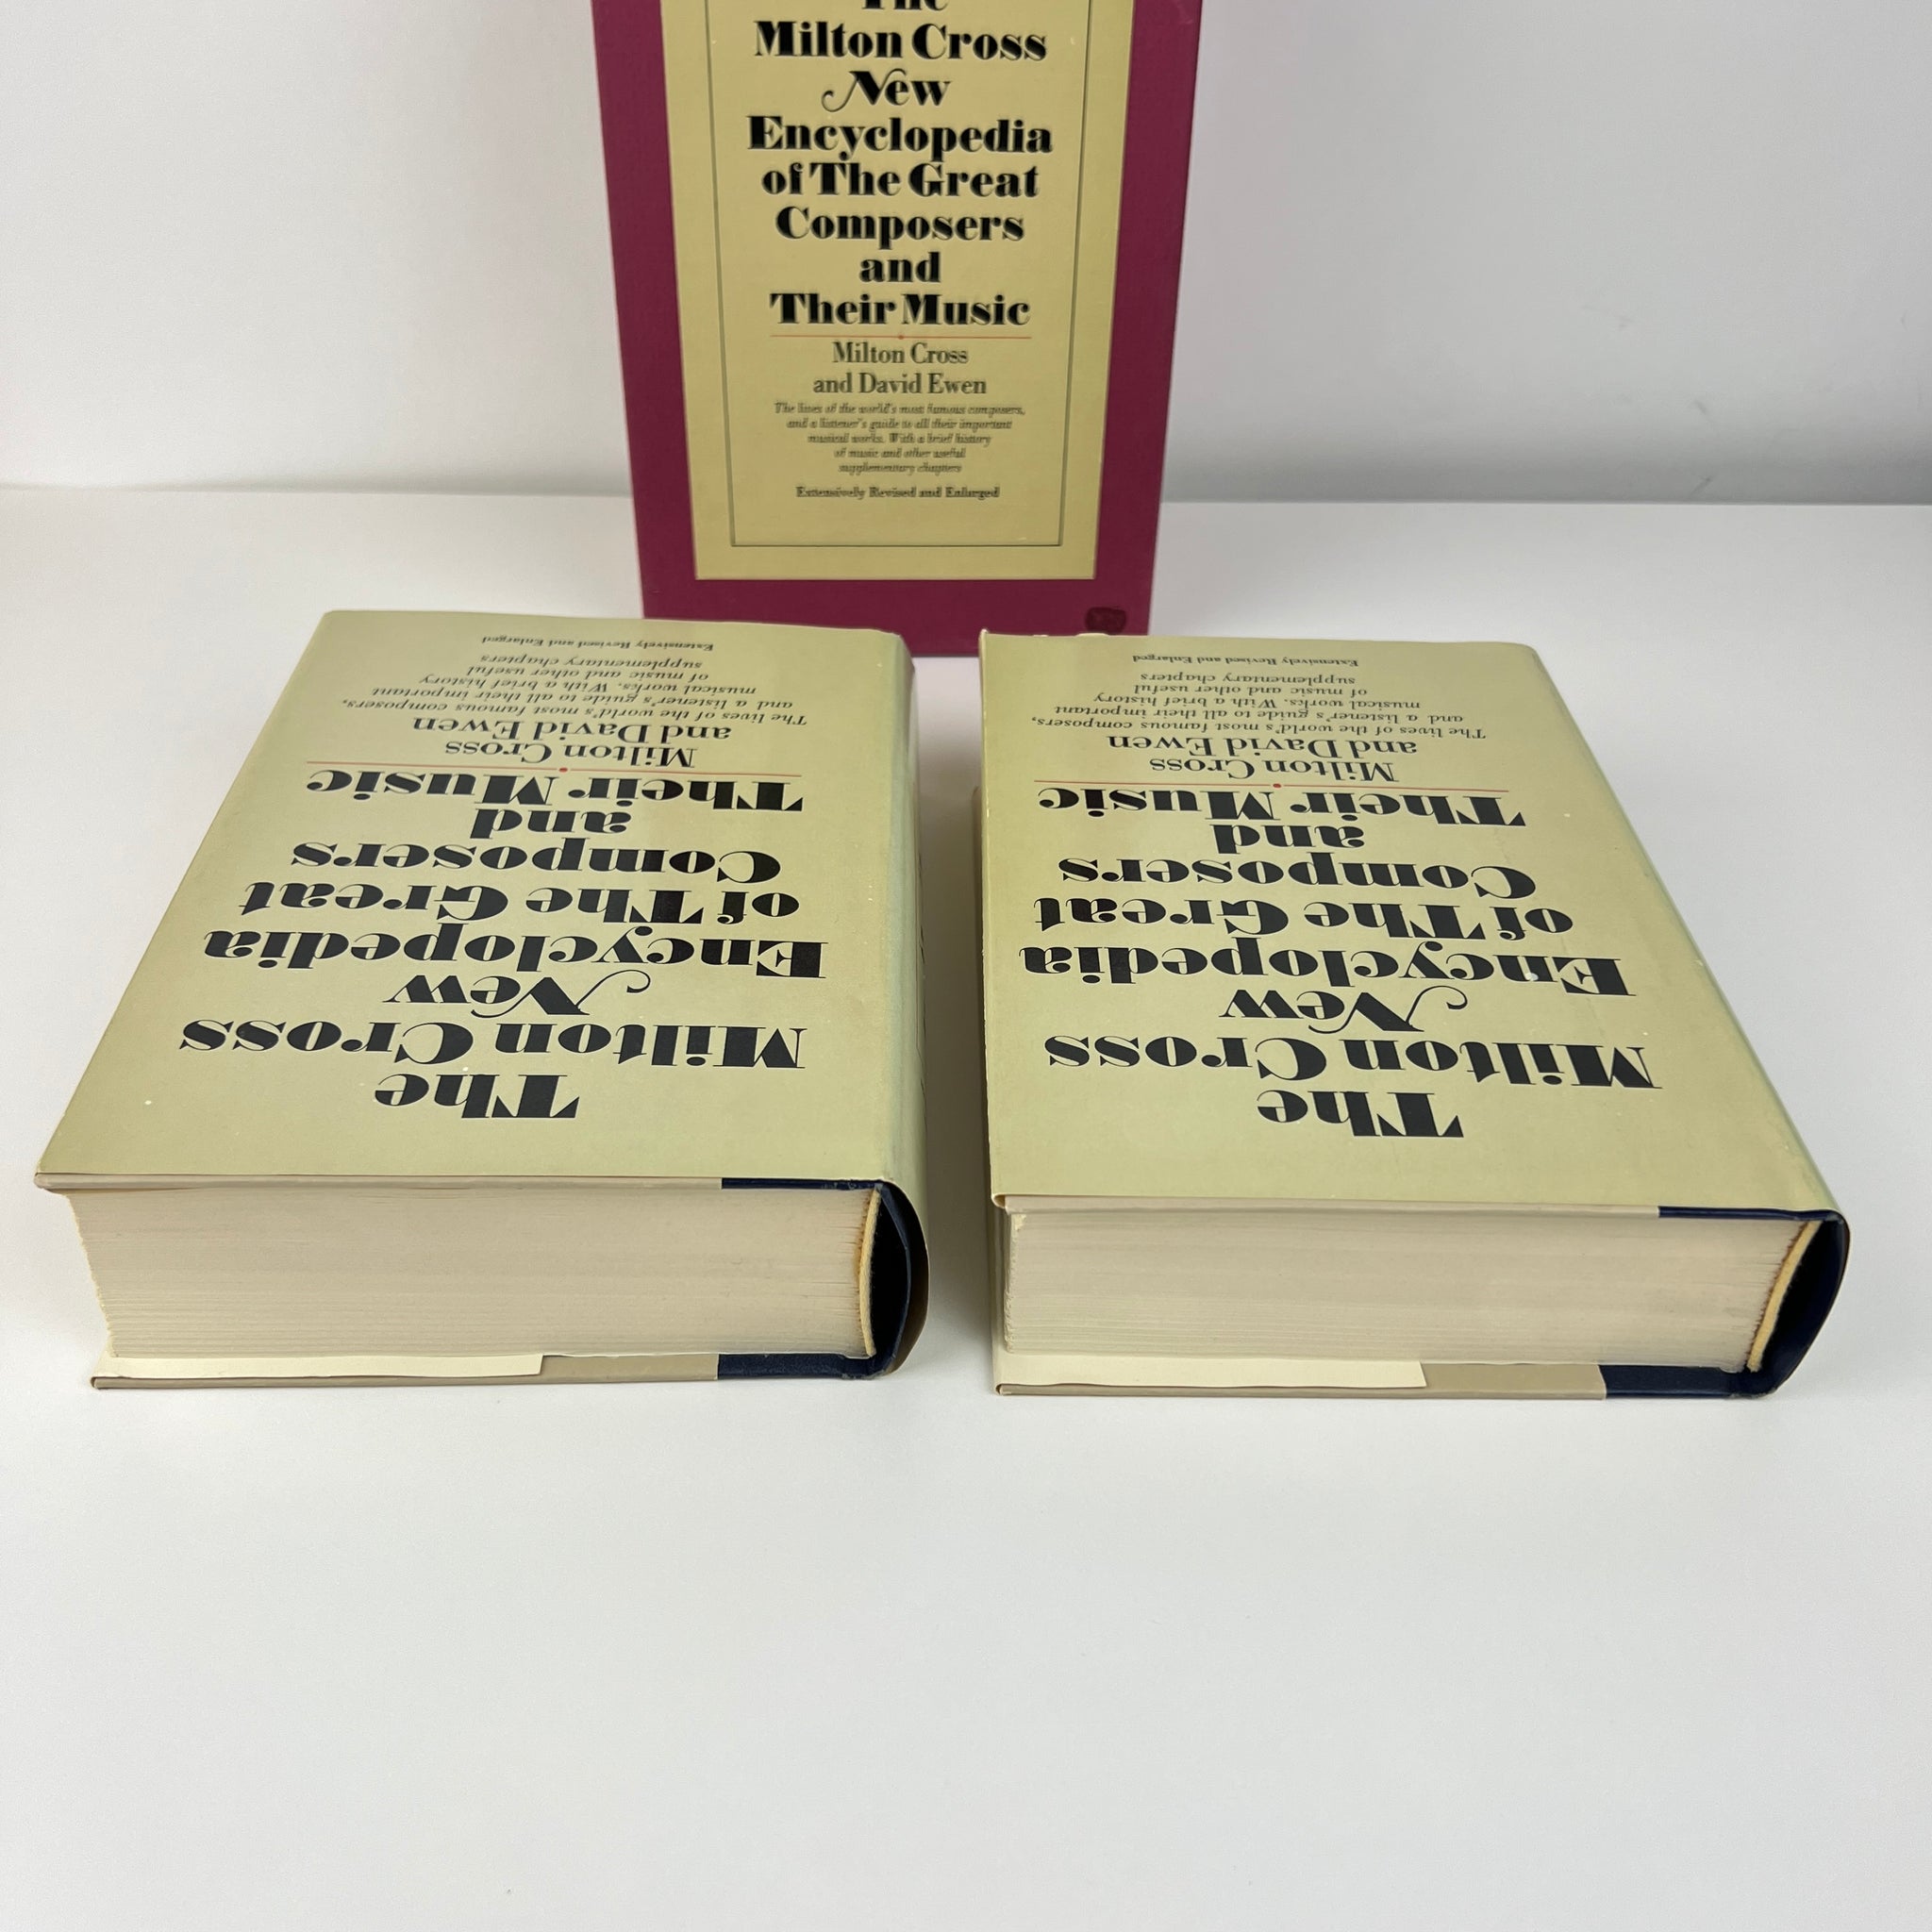 The
Milton Cross
New
Encyclopedia
of The Great
Composers
and
Their Music
Milton Cross
and David Ewen
The lives of the world's most famous composers,
and a listener's guide to all their important
musical works. With a brief history
of music and other useful
supplementary chapters
Extensively Revised and Enlarged
The
Milton Cross
New
Encyclopedia
of The Great
Composers
and
Their Music
Milton Cross
and David Ewen
The lives of the world's most famous composers,
and a listener's guide to all their important
musical works. With a brief history
of music and other useful
supplementary chapters
Extensively Revised and Enlarged
The
Milton Cross
New
Encyclopedia
of The Great
Composers
and
Their Music
Milton Cross
and David Ewen
The lives of the world's most famous composers,
and a listener's guide to all their important
musical works. With a brief history
of music and other useful
supplementary chapters
Extensively Revised and Enlarged